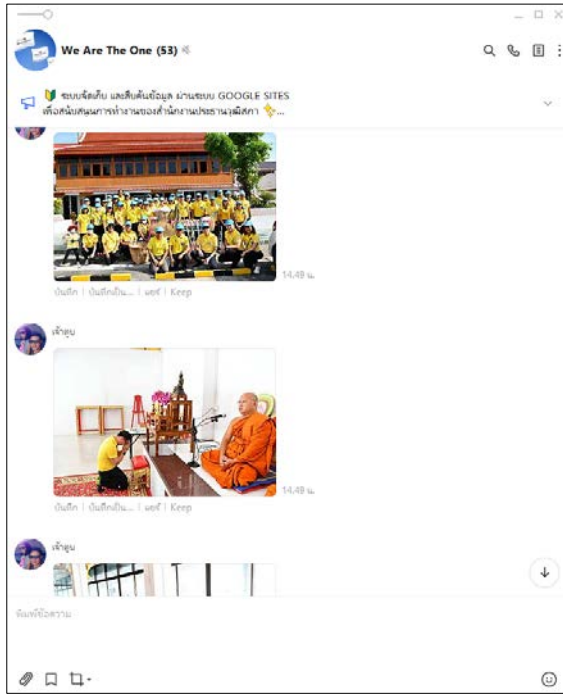 We Are The One (53)
ระบบจัดเก็บ และสืบค้นข้อมูล ผ่านระบบ GOOGLE SITES
เพื่อสนับสนุนการทำงานของสำนักงานประธานวุฒิสภา ...
14.49 น.
บันทึก | บันทึกเป็น... | แชร์ | Keep
เจ้าตูบ
14.49 น.
บันทึก | บันทึกเป็น... | แชร์ | Keep
เจ้าตูบ
พิมพ์ข้อความ